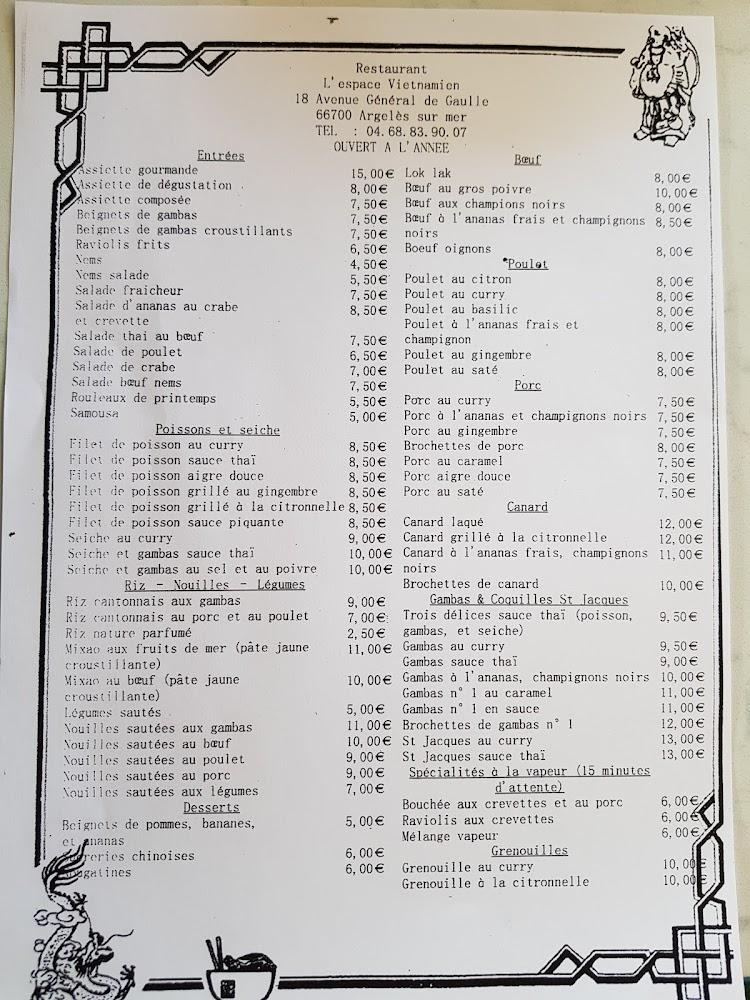 Restaurant
L'espace Vietnamien
18 Avenue Général de Gaulle
66700 Argelès sur mer
TEL : 04.68.83.90.07
OUVERT A L'ANNEE
Entrées
Assiette gourmande 15,00€
Assiette de dégustation 8,00€
Assiette composée 7,50€
Beignets de gambas 7,50€
Beignets de gambas croustillants 7,50€
Raviolis frits 6,50€
Nems 4,50€
Nems salade 5,50€
Salade fraicheur 7,50€
Salade d'ananas au crabe 8,50€
et crevette
Salade thai au bœuf 7,50€
Salade de poulet 6,50€
Salade de crabe 7,00€
Salade bœuf nems 7,50€
Rouleaux de printemps 5,50€
Samousa 5,00€
Poissons et seiche
Filet de poisson au curry 8,50€
Filet de poisson sauce thaï 8,50€
Filet de poisson aigre douce 8,50€
Filet de poisson grillé au gingembre 8,50€
Filet de poisson grillé à la citronnelle 8,50€
Filet de poisson sauce piquante 8,50€
Seiche au curry 9,00€
Seiche et gambas sauce thaï 10,00€
Seiche et gambas au sel et au poivre 10,00€
Riz - Nouilles - Légumes
Riz cantonnais aux gambas 9,00€
Riz cantonnais au porc et au poulet 7,00€
Riz nature parfumé 2,50€
Mixao aux fruits de mer (pâte jaune 11,00€
croustillante)
Mixao au bœuf (pâte jaune 10,00€
croustillante)
Légumes sautés 5,00€
Nouilles sautées aux gambas 11,00€
Nouilles sautées au bœuf 10,00€
Nouilles sautées au poulet 9,00€
Nouilles sautées au porc 9,00€
Nouilles sautées aux légumes 7,00€
Desserts
Beignets de pommes, bananes, 5,00€
et ananas
chinoises 6,00€
6,00€
Bœuf
Lok lak 8,00€
Bœuf au gros poivre 10,00€
Bœuf aux champions noirs 8,00€
Bœuf à l'ananas frais et champignons 8,50€
noirs
Boeuf oignons 8,00€
Poulet
Poulet au citron 8,00€
Poulet au curry 8,00€
Poulet au basilic 8,00€
Poulet à l'ananas frais et 8,00€
champignon
Poulet au gingembre 8,00€
Poulet au saté 8,00€
Porc
Porc au curry 7,50€
Porc à l'ananas et champignons noirs 7,50€
Porc au gingembre 7,50€
Brochettes de porc 8,00€
Porc au caramel 7,50€
Porc aigre douce 7,50€
Porc au saté 7,50€
Canard
Canard laqué 12,00€
Canard grillé à la citronnelle 12,00€
Canard à l'ananas frais, champignons 11,00€
noirs
Brochettes de canard 10,00€
Gambas & Coquilles St Jacques
Trois délices sauce thaï (poisson, 9,50€
gambas, et seiche)
Gambas au curry 9,50€
Gambas sauce thaï 9,00€
Gambas à l'ananas, champignons noirs 10,00€
Gambas n° 1 au caramel 11,00€
Gambas n° 1 en sauce 11,00€
Brochettes de gambas n° 1 12,00€
St Jacques au curry 13,00€
St Jacques sauce thaï 13,00€
Spécialités à la vapeur (15 minutes
d'attente)
Bouchée aux crevettes et au porc 6,00€
Raviolis aux crevettes 6,00€
Mélange vapeur 6,00€
Grenouilles
Grenouille au curry 10,00€
Grenouille à la citronnelle 10,00€